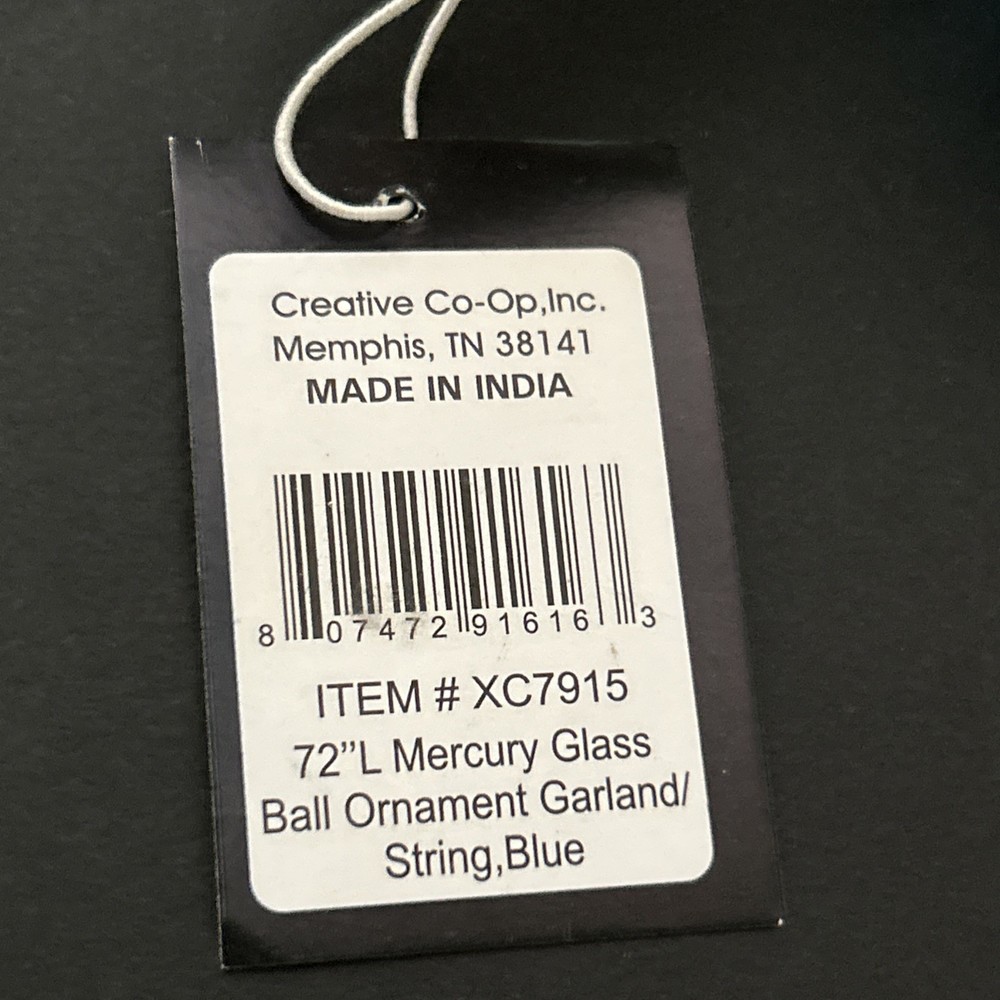 Creative Co-Op,Inc.
Memphis, TN 38141
MADE IN INDIA
8 07472 91616 3
ITEM # XC7915
72”L Mercury Glass
Ball Ornament Garland/
String,Blue